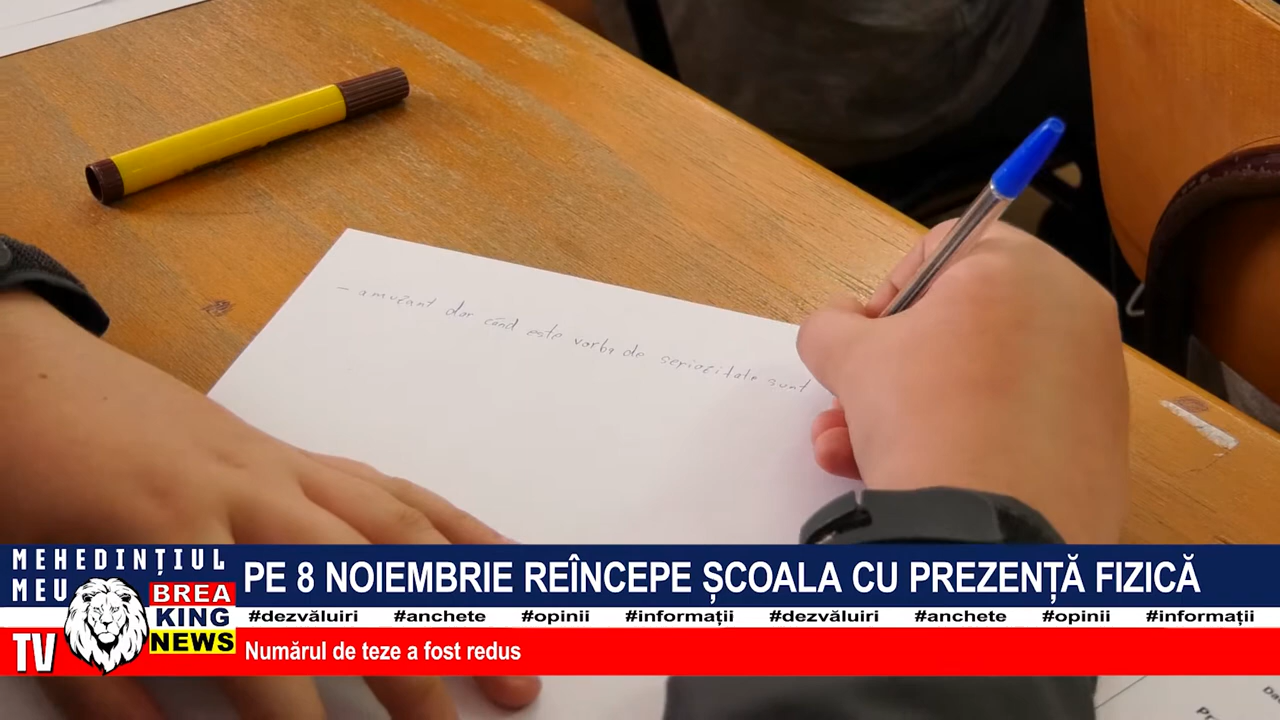 - amuzant dar când este vorba de seriozitate sunt
MEHEDINȚIUL
MEU
TV
BREA
KING
NEWS
PE 8 NOIEMBRIE REÎNCEPE ȘCOALA CU PREZENȚĂ FIZICĂ
#dezvăluiri #anchete #opinii #informații #dezvăluiri #anchete #opinii #informații
Numărul de teze a fost redus